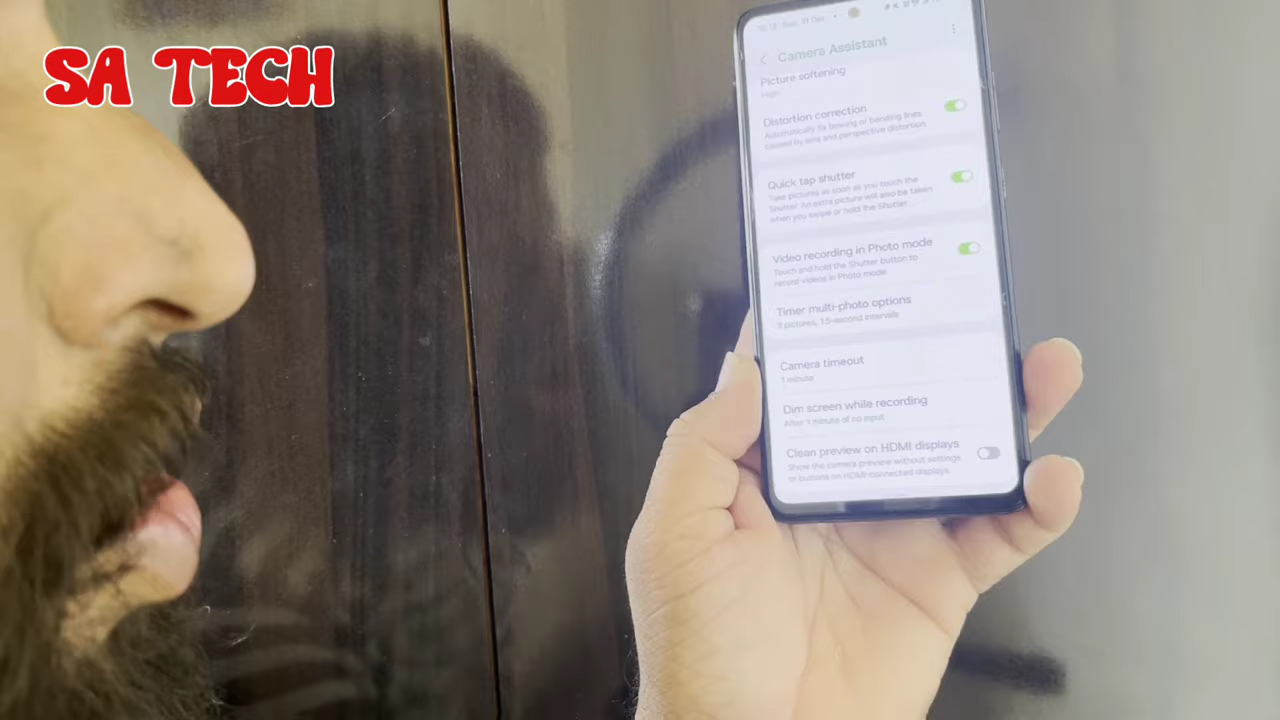 SA TECH
Sun, 31 Dec
Camera Assistant
Picture softening
High
Distortion correction
Automatically fix bowing or bending lines
caused by lens and perspective distortion.
Quick tap shutter
Take pictures as soon as you touch the
Shutter. An extra picture will also be taken
when you swipe or hold the Shutter.
Video recording in Photo mode
Touch and hold the Shutter button to
record videos in Photo mode.
Timer multi-photo options
3 pictures, 1.5-second intervals
Camera timeout
1 minute
Dim screen while recording
After 1 minute of no input
Clean preview on HDMI displays
Show the camera preview without settings
or buttons on HDMI-connected displays.